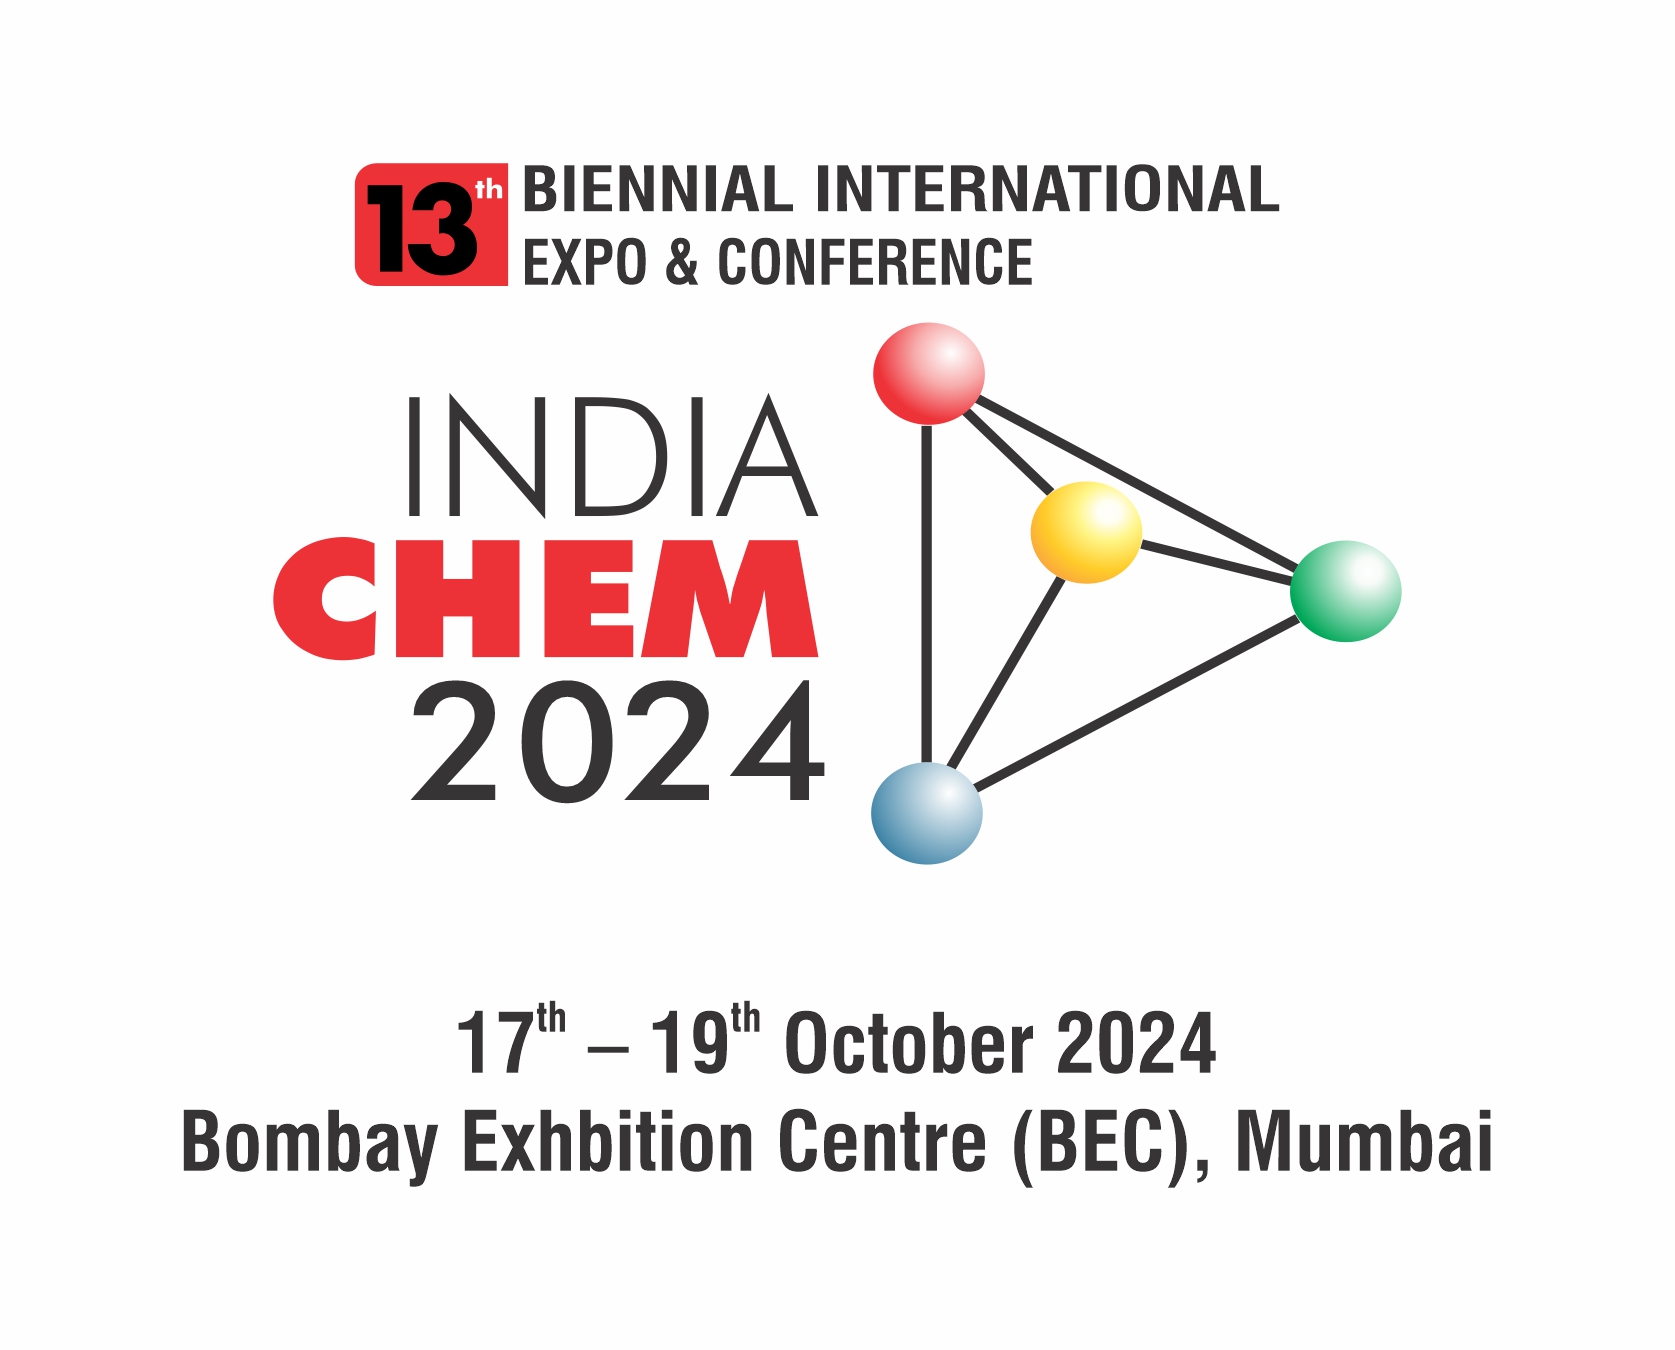 13th BIENNIAL INTERNATIONAL
EXPO & CONFERENCE
INDIA
CHEM
2024
17th – 19th October 2024
Bombay Exhbition Centre (BEC), Mumbai